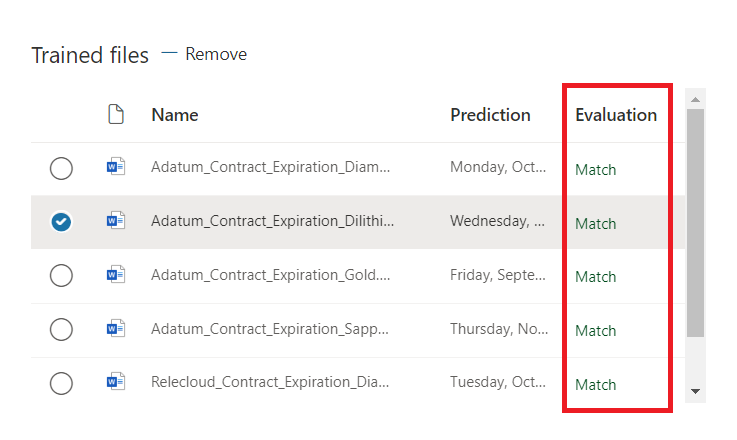 Trained files — Remove
Name Prediction Evaluation
Adatum_Contract_Expiration_Diam... Monday, Oct... Match
Adatum_Contract_Expiration_Dilithi... Wednesday, ... Match
Adatum_Contract_Expiration_Gold.... Friday, Septe... Match
Adatum_Contract_Expiration_Sapp... Thursday, No... Match
Relecloud_Contract_Expiration_Dia... Tuesday, Oct... Match